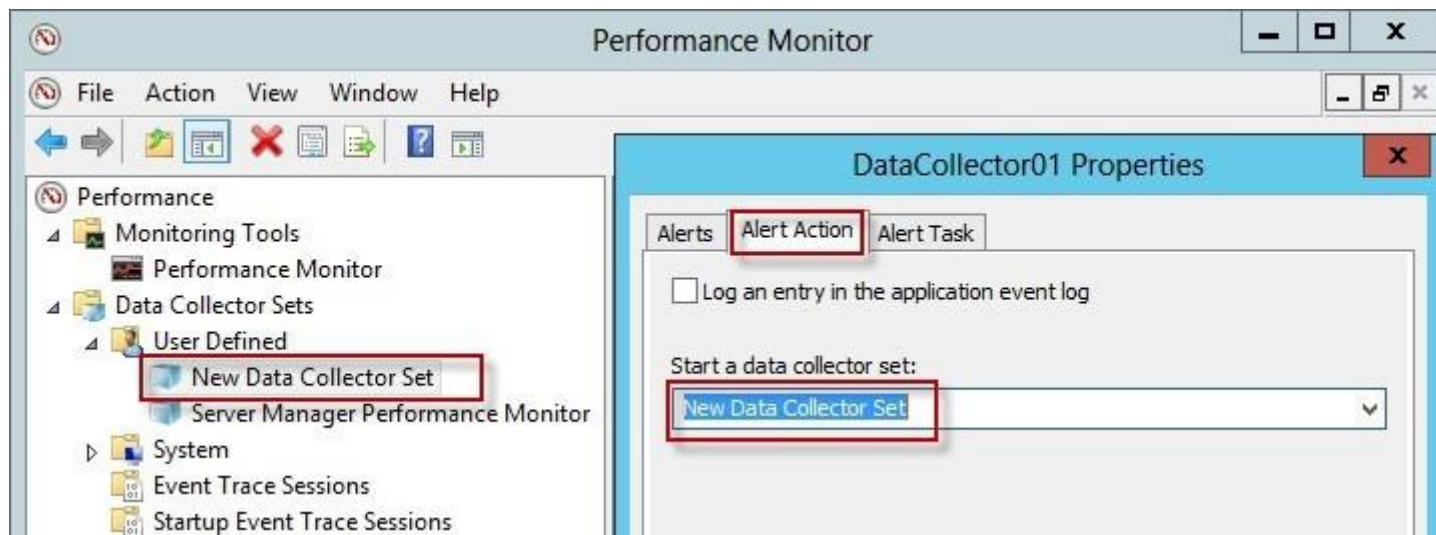 Performance Monitor
File Action View Window Help
Performance
Monitoring Tools
Performance Monitor
Data Collector Sets
User Defined
New Data Collector Set
Server Manager Performance Monitor
System
Event Trace Sessions
Startup Event Trace Sessions
DataCollector01 Properties
Alerts Alert Action Alert Task
Log an entry in the application event log
Start a data collector set:
New Data Collector Set